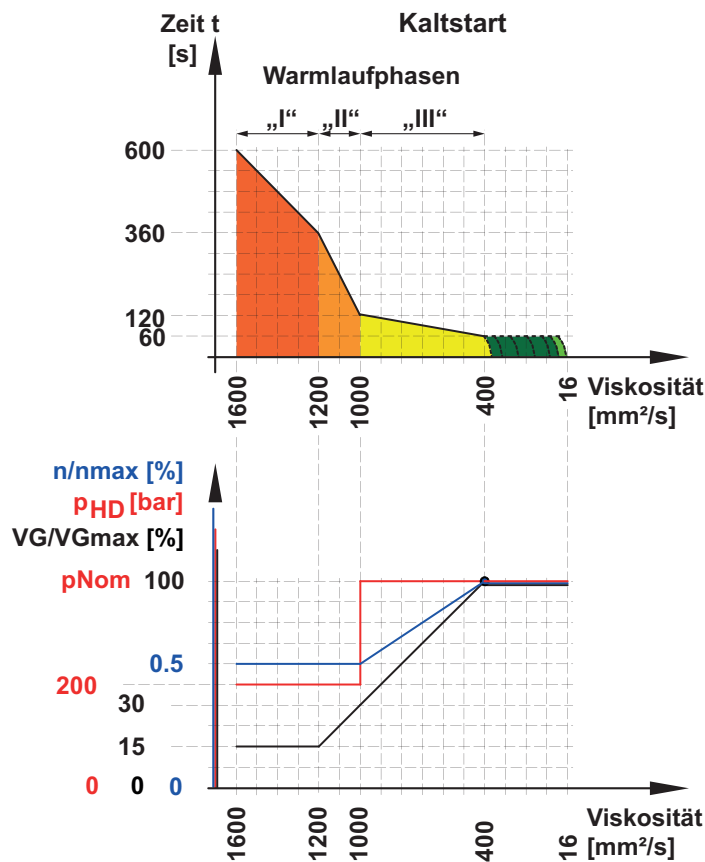 Zeit t
[s]
Kaltstart
Warmlaufphasen
„I“ „II“ „III“
600
360
120
60
1600 1200 1000 400 16
Viskosität
[mm²/s]
n/nmax [%]
pHD [bar]
VG/VGmax [%]
pNom 100
0.5
200
30
15
0 0 0
1600 1200 1000 400 16
Viskosität
[mm²/s]